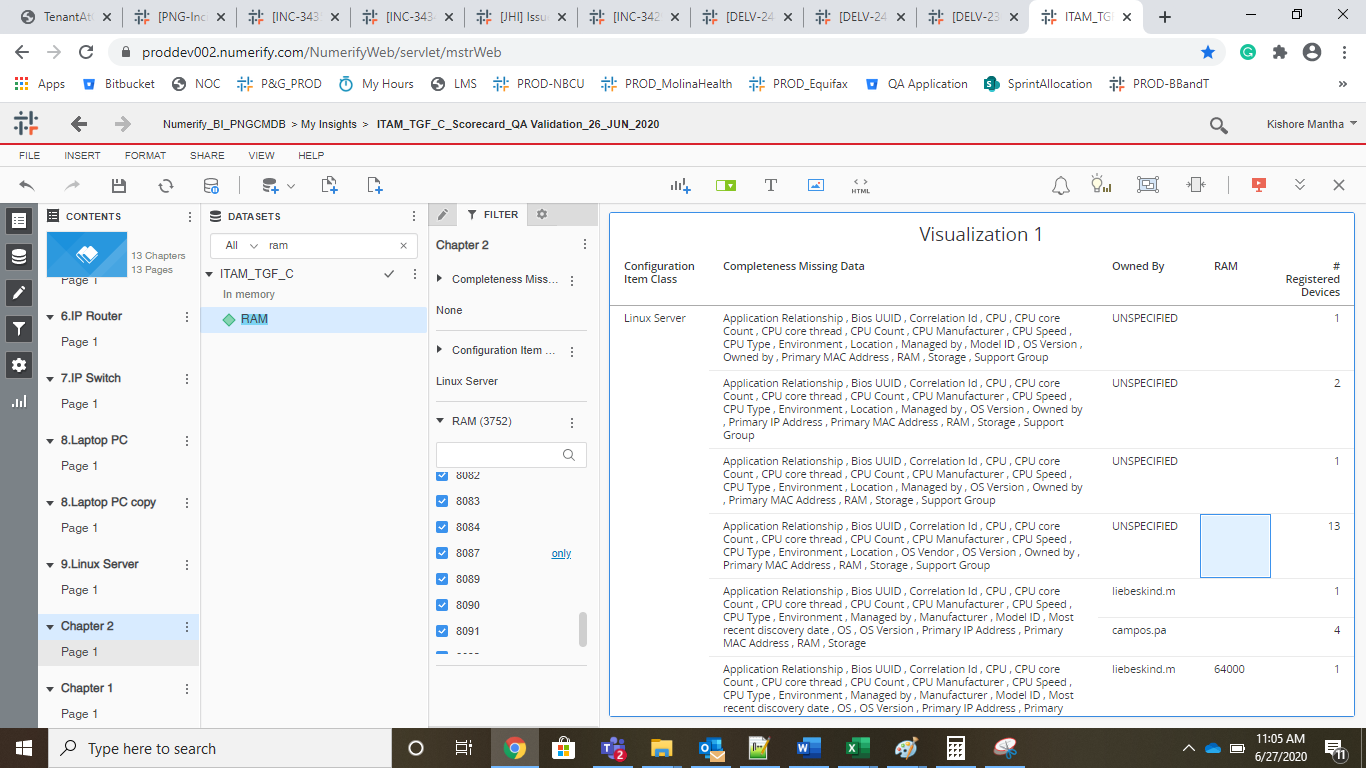 TenantAt
[PNG-Inc
[INC-343
[INC-343
[JHI] Issu
[INC-342
[DELV-24
[DELV-24
[DELV-23
ITAM_TGF
proddev002.numerify.com/NumerifyWeb/servlet/mstrWeb
Apps
Bitbucket
NOC
P&G_PROD
My Hours
LMS
PROD-NBCU
PROD_MolinaHealth
PROD_Equifax
QA Application
SprintAllocation
PROD-BBandT
Numerify_BI_PNGCMDB > My Insights > ITAM_TGF_C_Scorecard_QA Validation_26_JUN_2020
Kishore Mantha
FILE INSERT FORMAT SHARE VIEW HELP
HTML
CONTENTS
13 Chapters
13 Pages
Page 1
6.IP Router
Page 1
7.IP Switch
Page 1
8.Laptop PC
Page 1
8.Laptop PC copy
Page 1
9.Linux Server
Page 1
Chapter 2
Page 1
Chapter 1
Page 1
DATASETS
All ram
ITAM_TGF_C
In memory
RAM
FILTER
Chapter 2
Completeness Miss...
None
Configuration Item ...
Linux Server
RAM (3752)
8082
8083
8084
8087 only
8089
8090
8091
Visualization 1
Configuration
Item Class
Completeness Missing Data
Owned By
RAM
#
Registered
Devices
Linux Server
Application Relationship , Bios UUID , Correlation Id , CPU , CPU core
Count , CPU core thread , CPU Count , CPU Manufacturer , CPU Speed ,
CPU Type , Environment , Location , Managed by , Model ID , OS Version ,
Owned by , Primary MAC Address , RAM , Storage , Support Group
UNSPECIFIED
1
Application Relationship , Bios UUID , Correlation Id , CPU , CPU core
Count , CPU core thread , CPU Count , CPU Manufacturer , CPU Speed ,
CPU Type , Environment , Location , Managed by , OS Version , Owned by
, Primary IP Address , Primary MAC Address , RAM , Storage , Support
Group
UNSPECIFIED
2
Application Relationship , Bios UUID , Correlation Id , CPU , CPU core
Count , CPU core thread , CPU Count , CPU Manufacturer , CPU Speed ,
CPU Type , Environment , Location , Managed by , OS Version , Owned by
, Primary MAC Address , RAM , Storage , Support Group
UNSPECIFIED
1
Application Relationship , Bios UUID , Correlation Id , CPU , CPU core
Count , CPU core thread , CPU Count , CPU Manufacturer , CPU Speed ,
CPU Type , Environment , Location , OS Vendor , OS Version , Owned by ,
Primary MAC Address , RAM , Storage , Support Group
UNSPECIFIED
13
Application Relationship , Bios UUID , Correlation Id , CPU , CPU core
Count , CPU core thread , CPU Count , CPU Manufacturer , CPU Speed ,
CPU Type , Environment , Managed by , Manufacturer , Model ID , Most
recent discovery date , OS , OS Version , Primary IP Address , Primary
MAC Address , RAM , Storage
liebeskind.m
1
campos.pa
4
Application Relationship , Bios UUID , Correlation Id , CPU , CPU core
Count , CPU core thread , CPU Count , CPU Manufacturer , CPU Speed ,
CPU Type , Environment , Managed by , Manufacturer , Model ID , Most
recent discovery date , OS , OS Version , Primary IP Address , Primary
liebeskind.m
64000
1
Type here to search
2
11:05 AM
6/27/2020
11